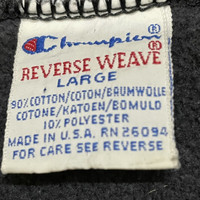 Champion®
REVERSE WEAVE®
LARGE
90% COTTON/COTON/BAUMWOLLE
COTONE/KATOEN/BOMULD
10% POLYESTER
MADE IN U.S.A. RN 26094
FOR CARE SEE REVERSE